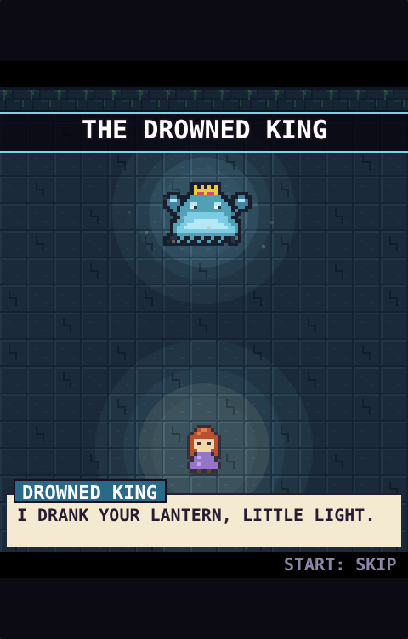 THE DROWNED KING
DROWNED KING
I DRANK YOUR LANTERN, LITTLE LIGHT.
START: SKIP